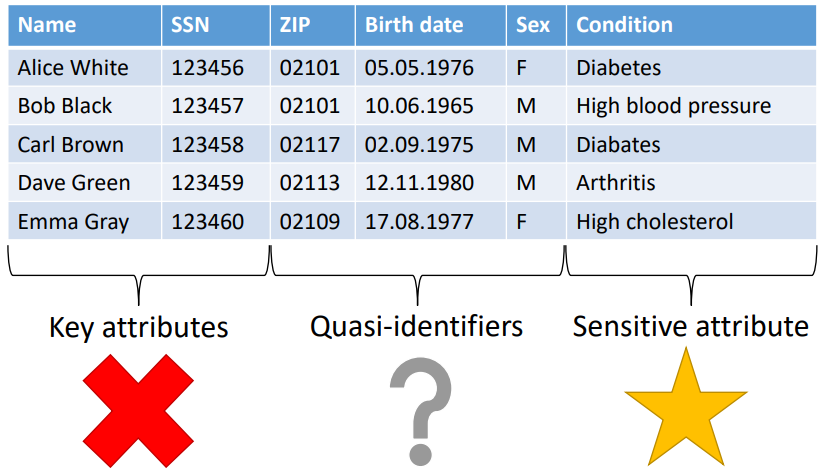 Name SSN ZIP Birth date Sex Condition
Alice White 123456 02101 05.05.1976 F Diabetes
Bob Black 123457 02101 10.06.1965 M High blood pressure
Carl Brown 123458 02117 02.09.1975 M Diabates
Dave Green 123459 02113 12.11.1980 M Arthritis
Emma Gray 123460 02109 17.08.1977 F High cholesterol
Key attributes Quasi-identifiers Sensitive attribute
?